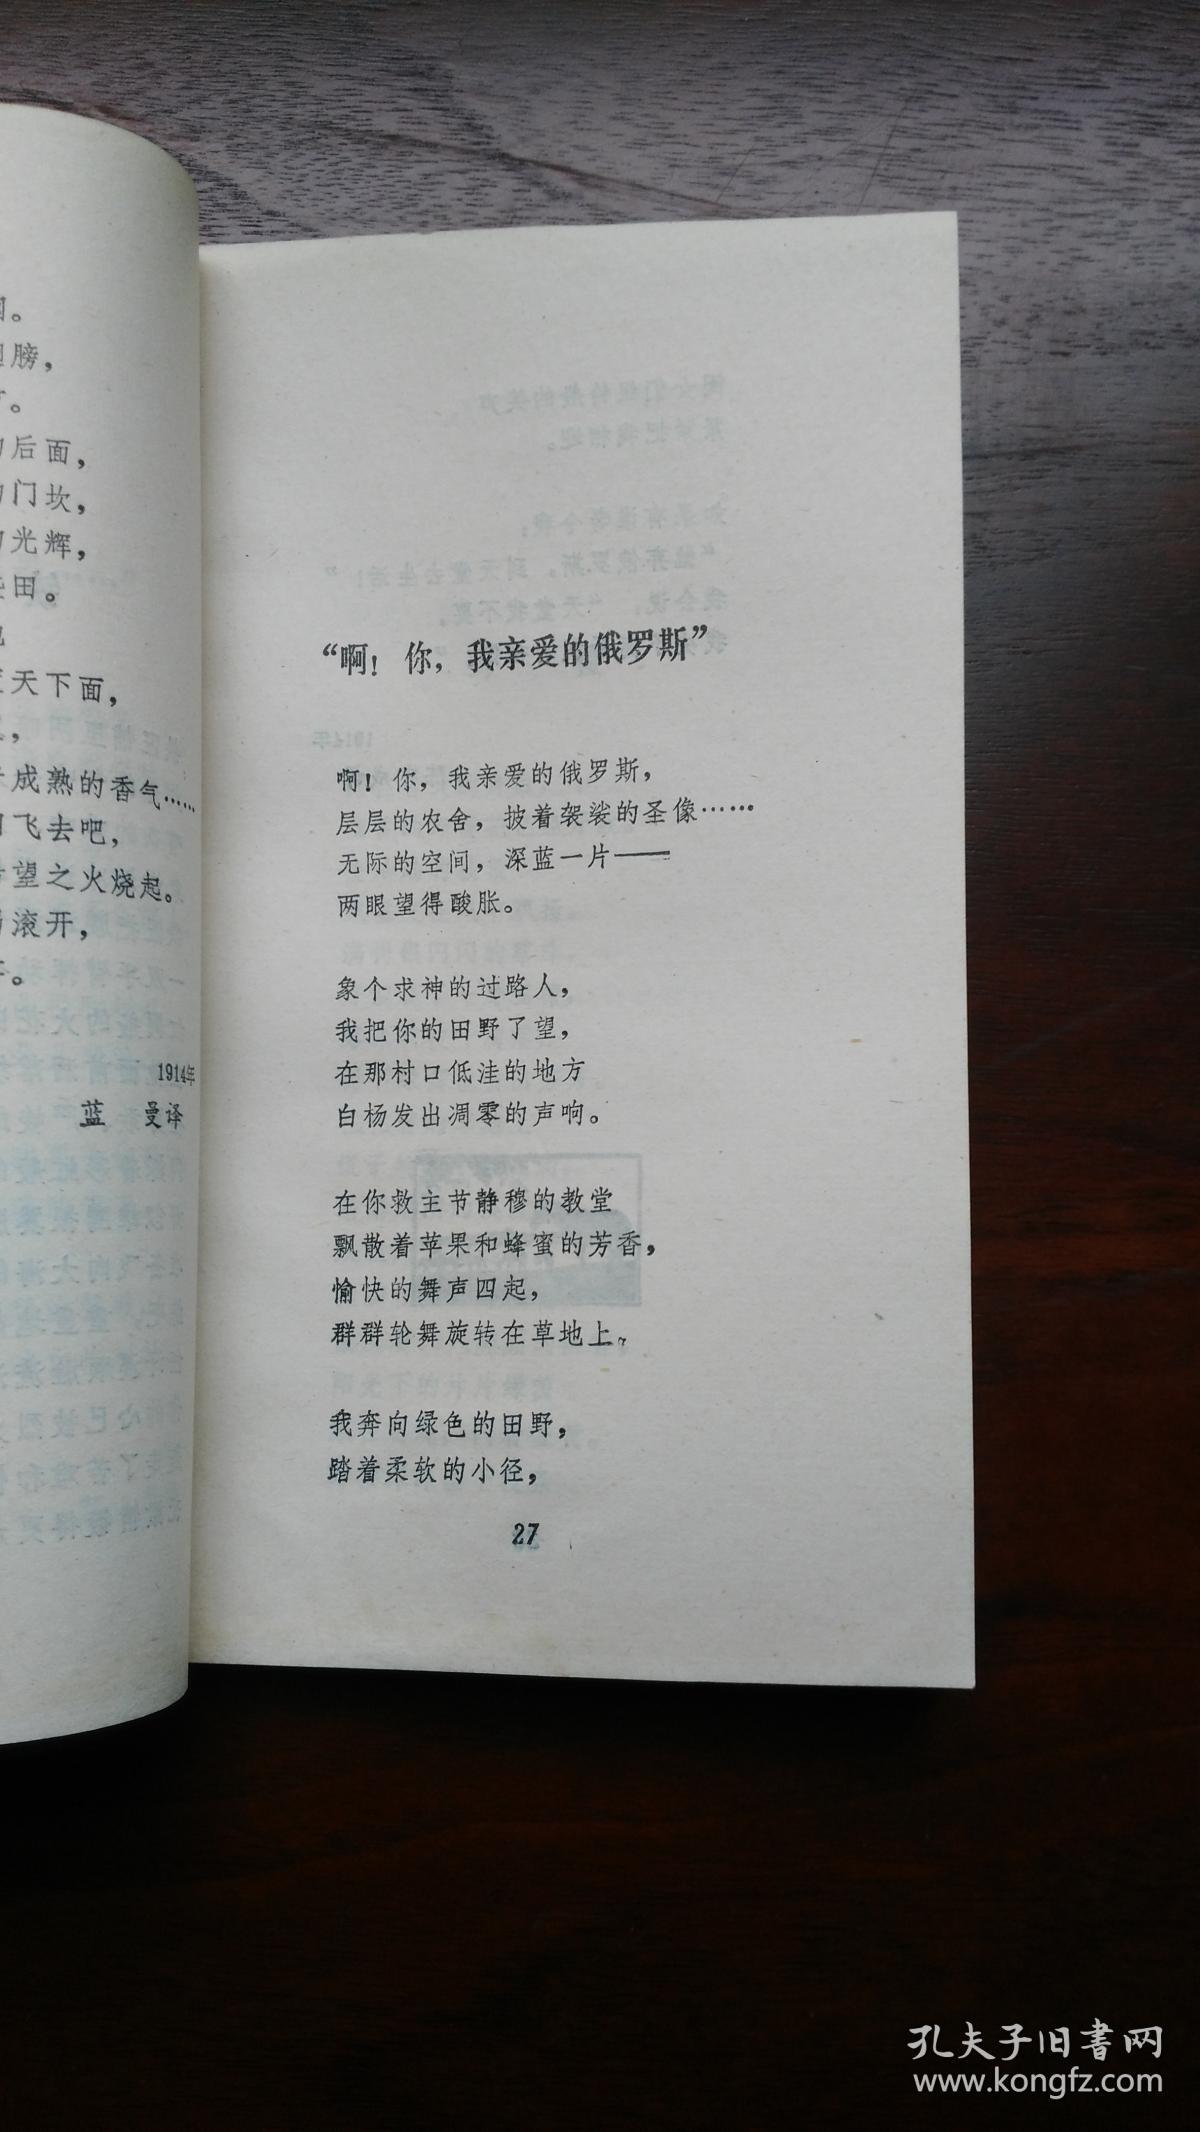 。
膀，
。
后面，
门坎，
光辉，
田。
天下面，
，
成熟的香气……
飞去吧，
望之火烧起。
滚开，
。
1914年
蓝 曼译
“啊！你，我亲爱的俄罗斯”
啊！你，我亲爱的俄罗斯，
层层的农舍，披着袈裟的圣像……
无际的空间，深蓝一片——
两眼望得酸胀。
象个求神的过路人，
我把你的田野了望，
在那村口低洼的地方
白杨发出凋零的声响。
在你救主节静穆的教堂
飘散着苹果和蜂蜜的芳香，
愉快的舞声四起，
群群轮舞旋转在草地上。
我奔向绿色的田野，
踏着柔软的小径，
27
孔夫子旧書网
www.kongfz.com